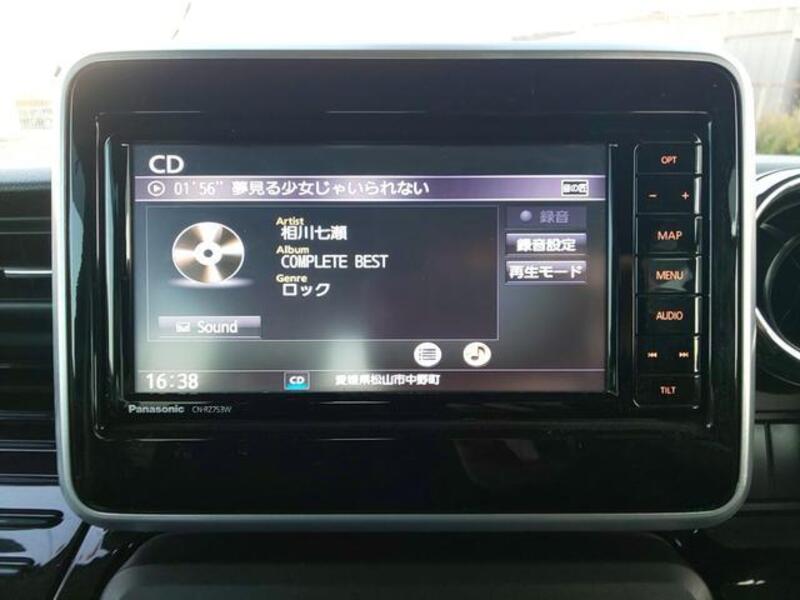 CD
01'56" 夢見る少女じゃいられない 音の匠
Artist
相川七瀬
Album
COMPLETE BEST
Genre
ロック
Sound
録音
録音設定
再生モード
16:38 CD 愛媛県松山市中野町
Panasonic CN-RZ753W
OPT
- +
MAP
MENU
AUDIO
TILT